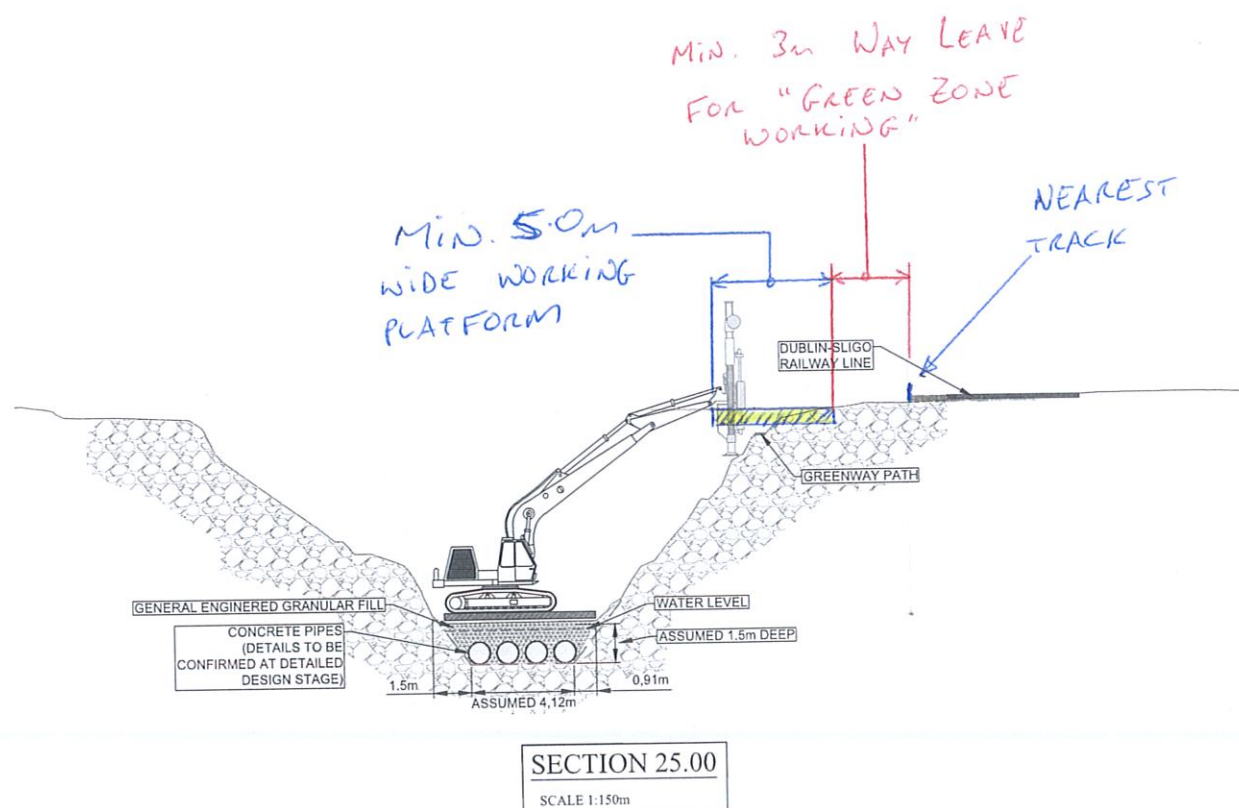 MiN. 3m WAY LEAVE
FOR "GREEN ZONE
WORKiNG"
NEAREST
TRACK
MiN. 5.0m
WiDE WORKiNG
PLATFORM
DUBLIN-SLIGO
RAILWAY LINE
GREENWAY PATH
GENERAL ENGINERED GRANULAR FILL
WATER LEVEL
CONCRETE PIPES
(DETAILS TO BE
CONFIRMED AT DETAILED
DESIGN STAGE)
ASSUMED 1.5m DEEP
1.5m
0,91m
ASSUMED 4,12m
SECTION 25.00
SCALE 1:150m